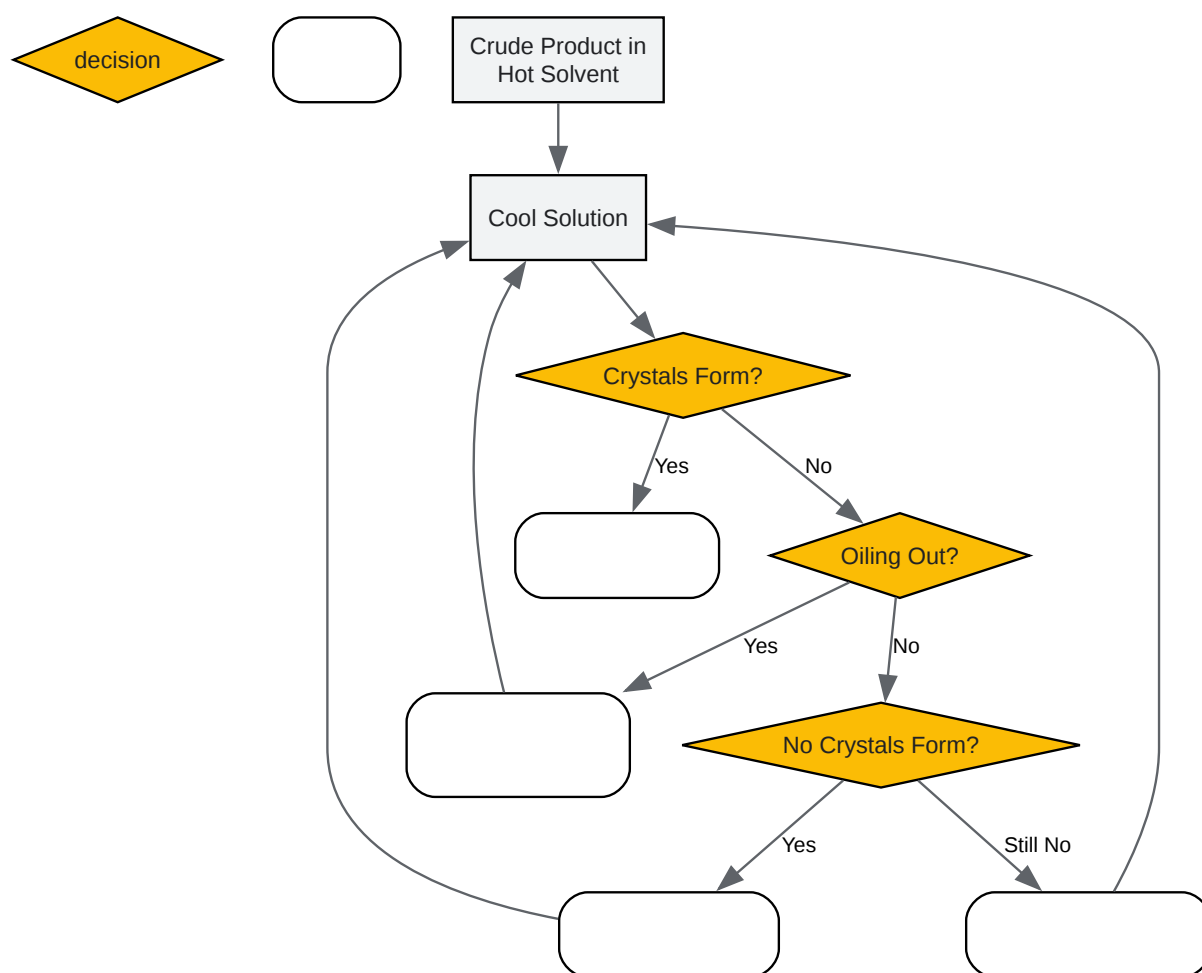 decision
Crude Product in
Hot Solvent
Cool Solution
Crystals Form?
Yes
No
Oiling Out?
Yes
No
No Crystals Form?
Yes
Still No